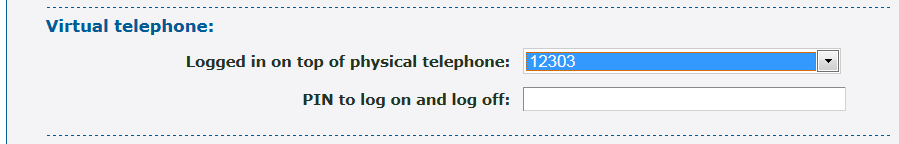 Virtual telephone:
Logged in on top of physical telephone: 12303
PIN to log on and log off: